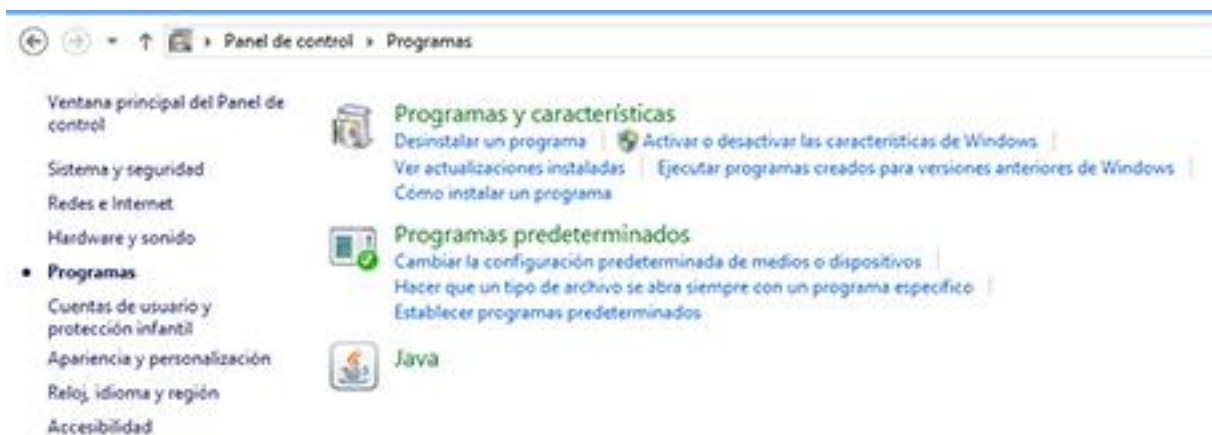 Panel de control Programas
Ventana principal del Panel de
control
Sistema y seguridad
Redes e Internet
Hardware y sonido
Programas
Cuentas de usuario y
protección infantil
Apariencia y personalización
Reloj, idioma y región
Accesibilidad
Programas y características
Desinstalar un programa Activar o desactivar las características de Windows
Ver actualizaciones instaladas Ejecutar programas creados para versiones anteriores de Windows
Cómo instalar un programa
Programas predeterminados
Cambiar la configuración predeterminada de medios o dispositivos
Hacer que un tipo de archivo se abra siempre con un programa específico
Establecer programas predeterminados
Java